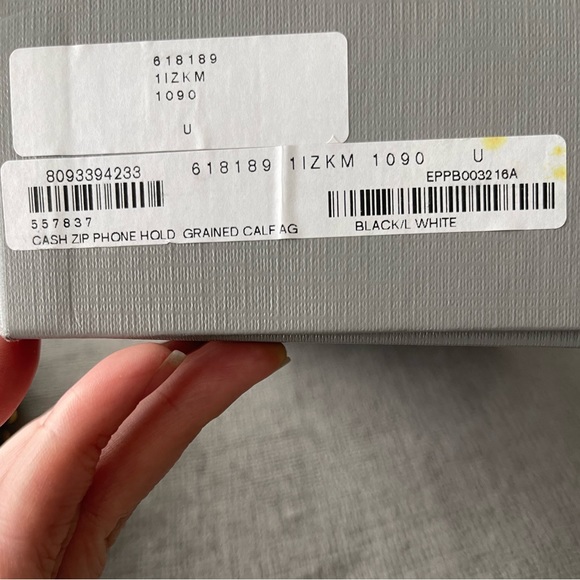 618189
1IZKM
1090
U
618189 1IZKM 1090 U
8093394233
EPPB003216A
557837
CASH ZIP PHONE HOLD GRAINED CALF AG
BLACK/L WHITE